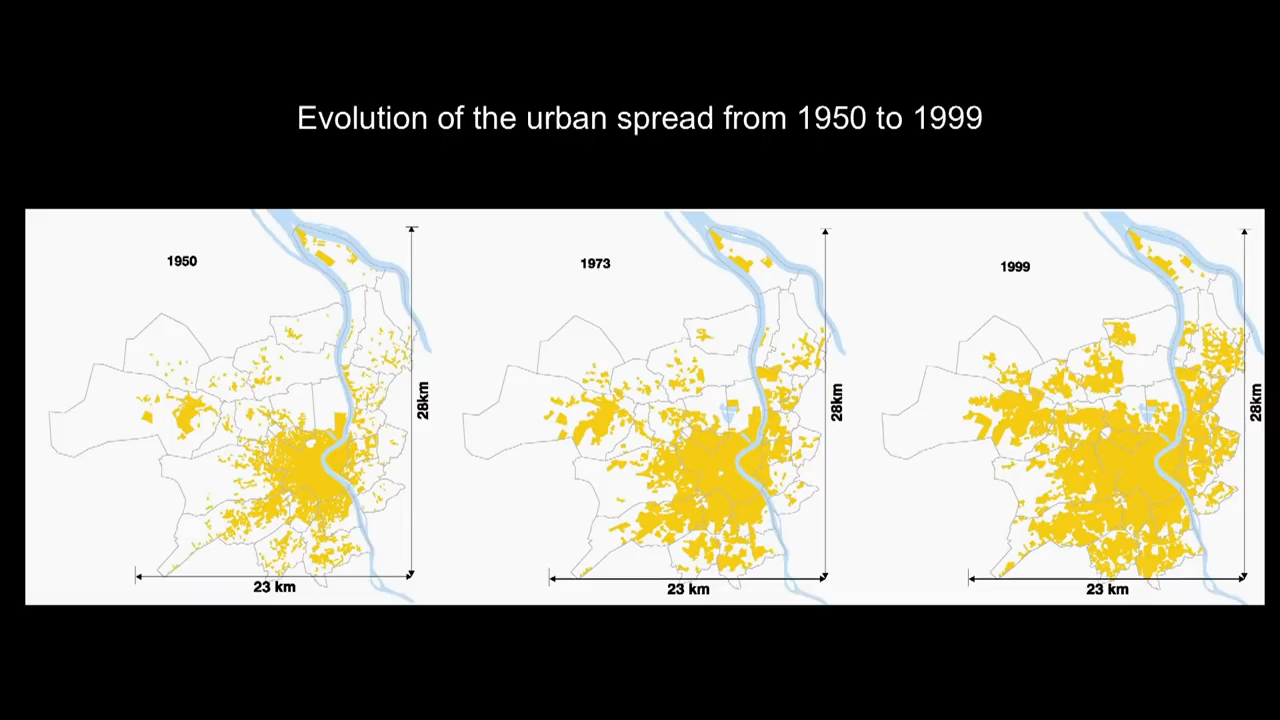 Evolution of the urban spread from 1950 to 1999
1950
1973
1999
28km
28km
28km
23 km
23 km
23 km